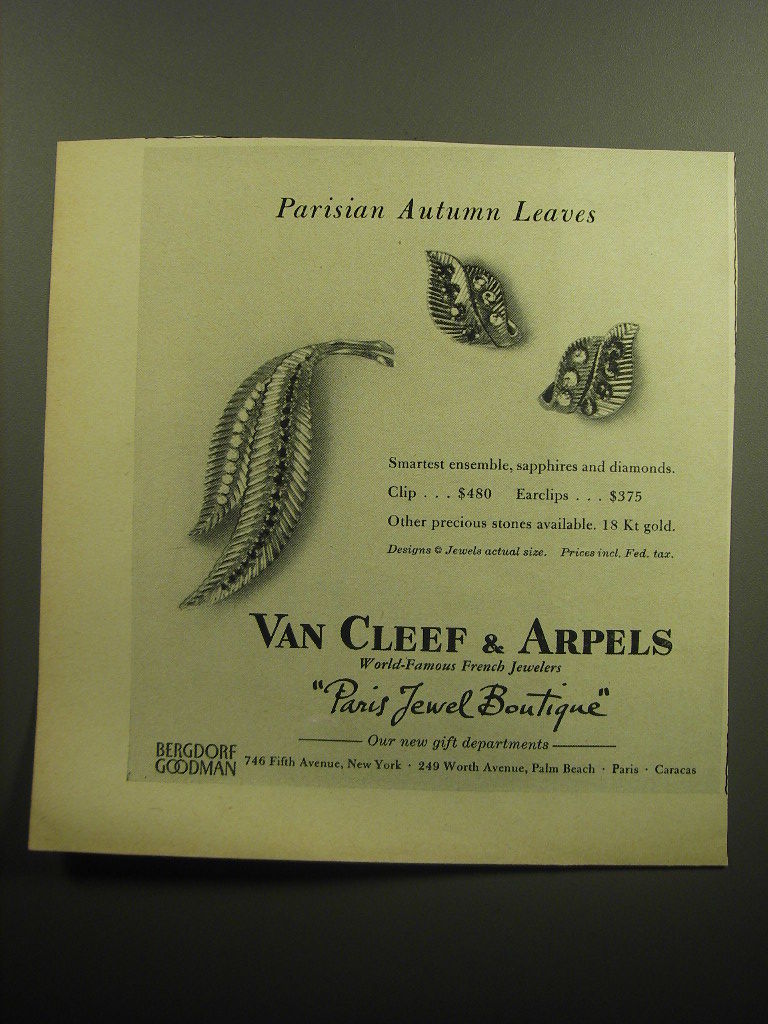 Parisian Autumn Leaves
Smartest ensemble, sapphires and diamonds.
Clip . . . $480 Earclips . . . $375
Other precious stones available. 18 Kt gold.
Designs © Jewels actual size. Prices incl. Fed. tax.
VAN CLEEF & ARPELS
World-Famous French Jewelers
"Paris Jewel Boutique"
Our new gift departments
BERGDORF
GOODMAN
746 Fifth Avenue, New York · 249 Worth Avenue, Palm Beach · Paris · Caracas